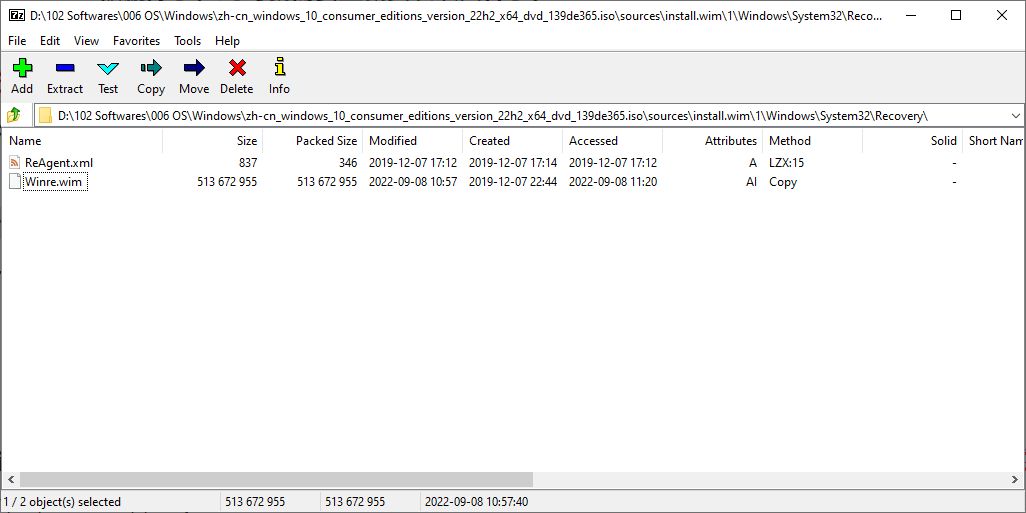 D:\102 Softwares\006 OS\Windows\zh-cn_windows_10_consumer_editions_version_22h2_x64_dvd_139de365.iso\sources\install.wim\1\Windows\System32\Reco...
File Edit View Favorites Tools Help
Add Extract Test Copy Move Delete Info
D:\102 Softwares\006 OS\Windows\zh-cn_windows_10_consumer_editions_version_22h2_x64_dvd_139de365.iso\sources\install.wim\1\Windows\System32\Recovery\
Name Size Packed Size Modified Created Accessed Attributes Method Solid Short Nam
ReAgent.xml 837 346 2019-12-07 17:12 2019-12-07 17:14 2019-12-07 17:12 A LZX:15 -
Winre.wim 513 672 955 513 672 955 2022-09-08 10:57 2019-12-07 22:44 2022-09-08 11:20 AI Copy -
1 / 2 object(s) selected 513 672 955 513 672 955 2022-09-08 10:57:40